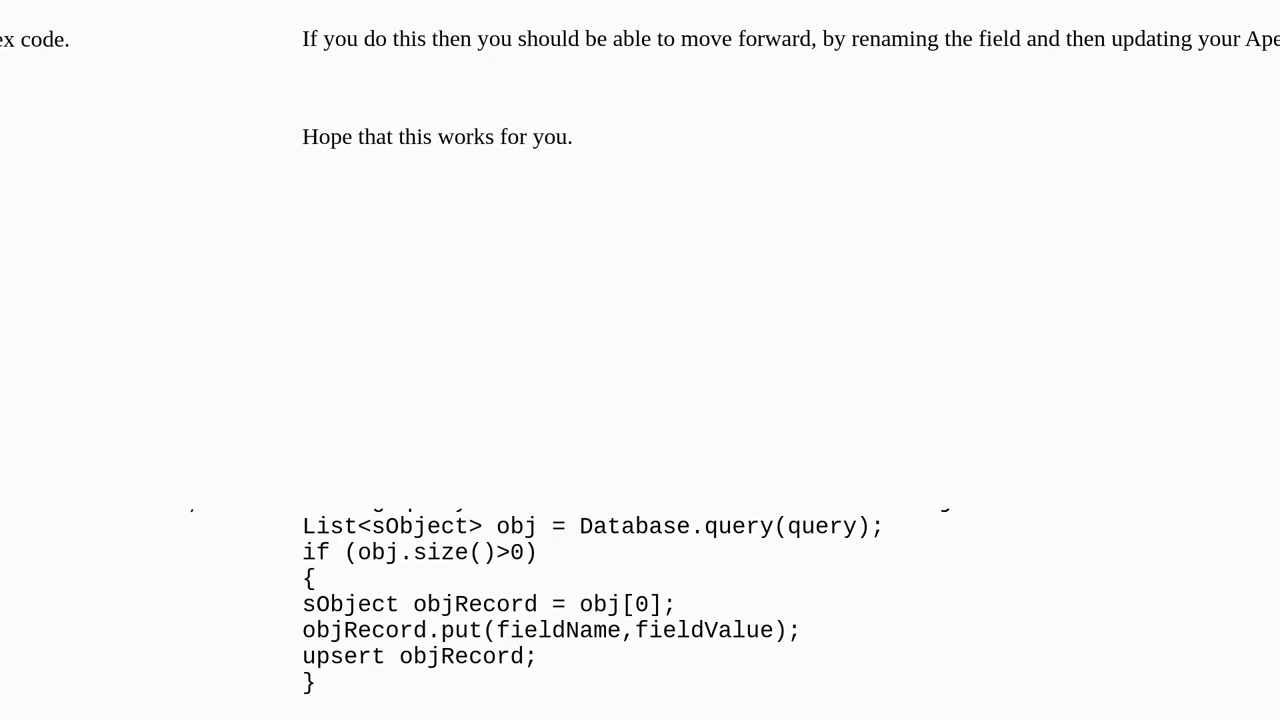 If you do this then you should be able to move forward, by renaming the field and then updating your Ape
ex code.
Hope that this works for you.
List<sObject> obj = Database.query(query);
if (obj.size()>0)
{
sObject objRecord = obj[0];
objRecord.put(fieldName,fieldValue);
upsert objRecord;
}